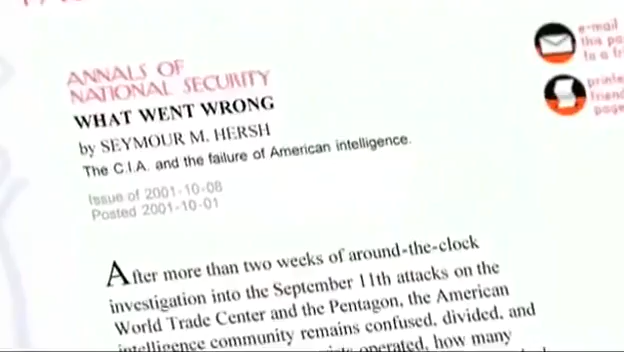 ANNALS OF
NATIONAL SECURITY
WHAT WENT WRONG
by SEYMOUR M. HERSH
The C.I.A. and the failure of American intelligence.
Issue of 2001-10-08
Posted 2001-10-01
After more than two weeks of around-the-clock
investigation into the September 11th attacks on the
World Trade Center and the Pentagon, the American
intelligence community remains confused, divided, and
operated, how many
e-mail
this
to a